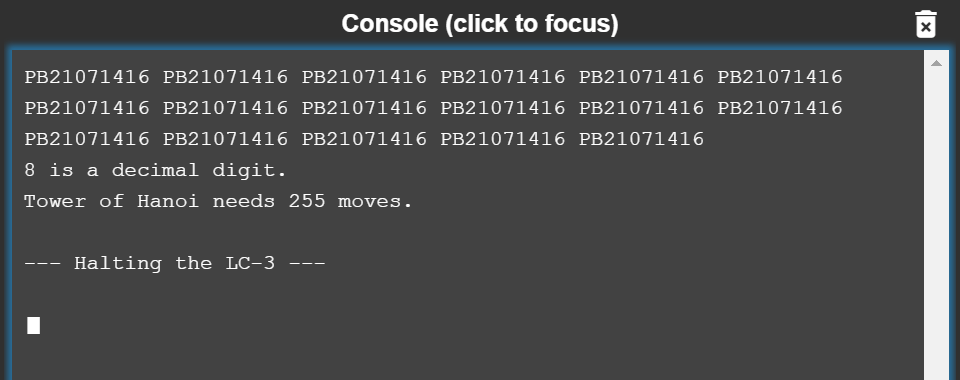 Console (click to focus)
PB21071416 PB21071416 PB21071416 PB21071416 PB21071416 PB21071416
PB21071416 PB21071416 PB21071416 PB21071416 PB21071416 PB21071416
PB21071416 PB21071416 PB21071416 PB21071416 PB21071416
8 is a decimal digit.
Tower of Hanoi needs 255 moves.
--- Halting the LC-3 ---